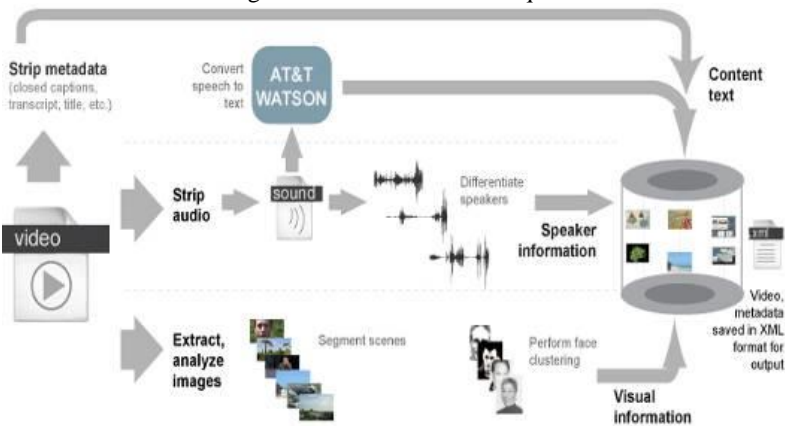 Strip metadata
(closed captions,
transcript, title, etc.)
Convert
speech to
text
AT&T
WATSON
Content
text
video
Strip
audio
sound
Differentiate
speakers
Speaker
information
xml
Video,
metadata
saved in XML
format for
output
Extract,
analyze
images
Segment scenes
Perform face
clustering
Visual
information